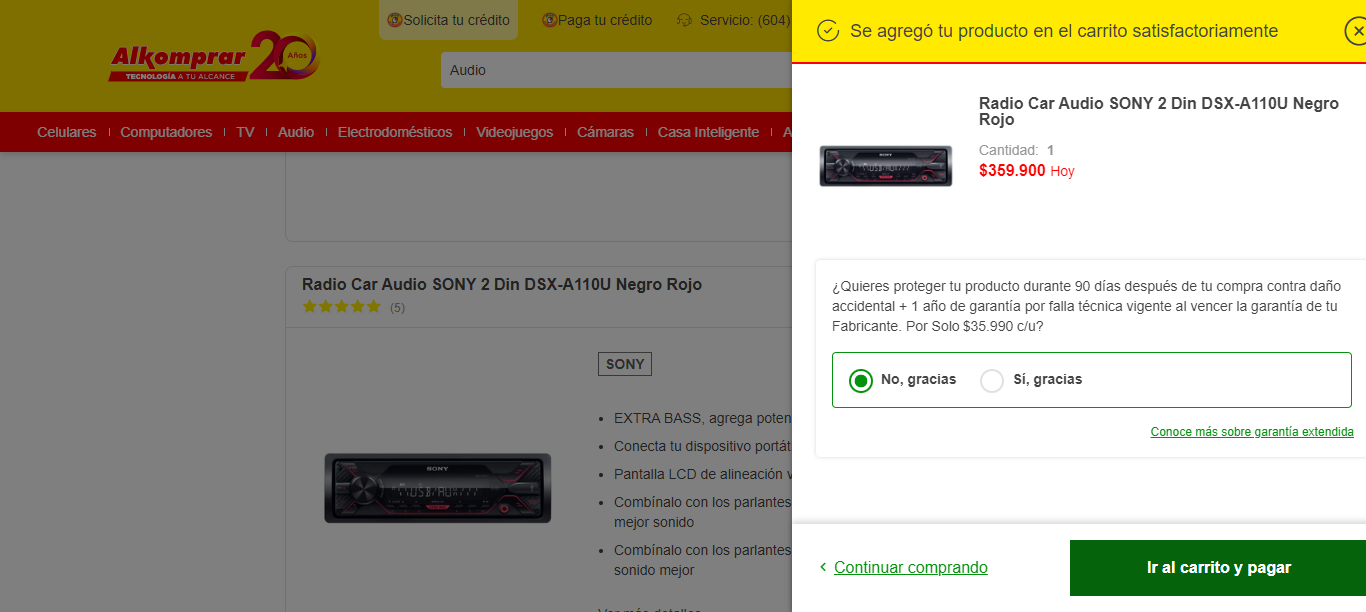 Solicita tu crédito
Paga tu crédito
Servicio: (604)
Alkomprar 20 Años
TECNOLOGÍA A TU ALCANCE
Audio
Celulares
Computadores
TV
Audio
Electrodomésticos
Videojuegos
Cámaras
Casa Inteligente
A
Radio Car Audio SONY 2 Din DSX-A110U Negro Rojo
(5)
SONY
SONY
EXTRA BASS, agrega poten
Conecta tu dispositivo portát
Pantalla LCD de alineación v
Combínalo con los parlantes
mejor sonido
Combínalo con los parlantes
sonido mejor
Ver más detalles
Se agregó tu producto en el carrito satisfactoriamente
SONY
Radio Car Audio SONY 2 Din DSX-A110U Negro
Rojo
Cantidad: 1
$359.900 Hoy
¿Quieres proteger tu producto durante 90 días después de tu compra contra daño
accidental + 1 año de garantía por falla técnica vigente al vencer la garantía de tu
Fabricante. Por Solo $35.990 c/u?
No, gracias
Sí, gracias
Conoce más sobre garantía extendida
Continuar comprando
Ir al carrito y pagar